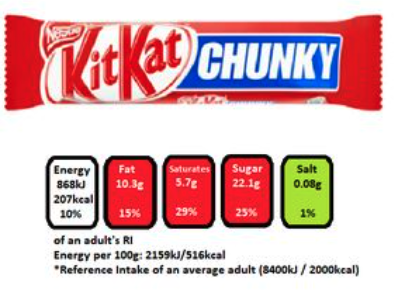 Nestlé
KitKat CHUNKY
Energy
868kJ
207kcal
10%
Fat
10.3g
15%
Saturates
5.7g
29%
Sugar
22.1g
25%
Salt
0.08g
1%
of an adult's RI
Energy per 100g: 2159kJ/516kcal
*Reference Intake of an average adult (8400kJ / 2000kcal)